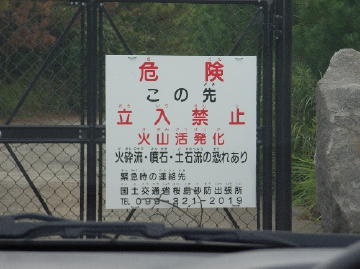 危険
この先
立入禁止
火山活発化
火砕流・噴石・土石流の恐れあり
緊急時の連絡先
国土交通省桜島砂防出張所
TEL 099-221-2019